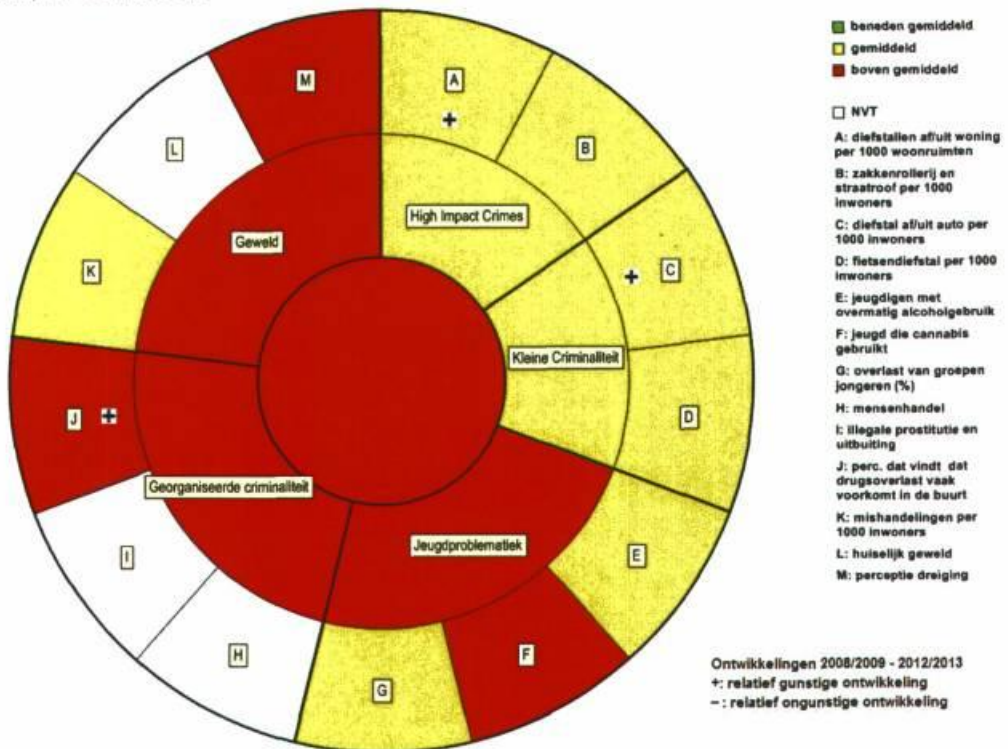 M
A
+
L
B
High Impact Crimes
Geweld
K
+
C
Kleine Criminaliteit
J
+
D
Georganiseerde criminaliteit
Jeugdproblematiek
I
E
H
F
G
beneden gemiddeld
gemiddeld
boven gemiddeld
NVT
A: diefstallen af/uit woning
per 1000 woonruimten
B: zakkenrollerij en
straatroof per 1000
inwoners
C: diefstal af/uit auto per
1000 inwoners
D: fietsendiefstal per 1000
inwoners
E: jeugdigen met
overmatig alcoholgebruik
F: jeugd die cannabis
gebruikt
G: overlast van groepen
jongeren (%)
H: mensenhandel
I: illegale prostitutie en
uitbuiting
J: perc. dat vindt dat
drugsoverlast vaak
voorkomt in de buurt
K: mishandelingen per
1000 inwoners
L: huiselijk geweld
M: perceptie dreiging
Ontwikkelingen 2008/2009 - 2012/2013
+: relatief gunstige ontwikkeling
– : relatief ongunstige ontwikkeling